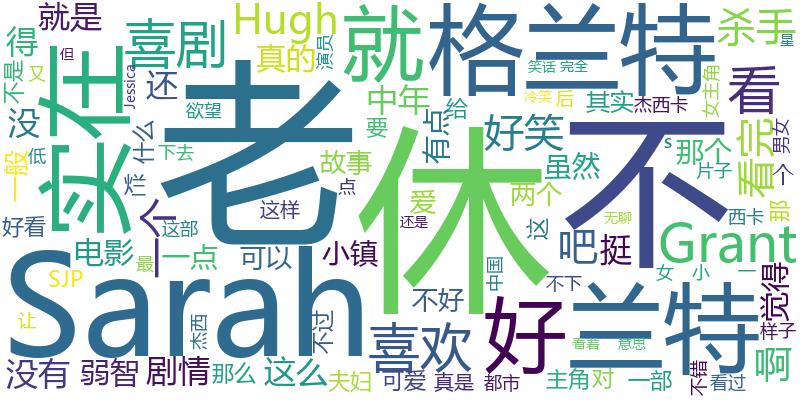 就是
喜剧
Hugh
就
格兰特
杀手
得
但
真的
演员
星
不是
又
Jessica
实在
还
老
中年
休
有点
好笑
笑话
完全
冷笑
后
其实
杰西卡
不
女主角
看
没
欲望
要
给
虽然
那个
s
看完
男女
一般
低
烂
什么
下去
故事
点
爱
两个
片子
一个
个
好看
一个
这样
还是
这
无聊
西卡
那
电影
这部
最
一点
可以
小镇
吧
挺
Grant
SJP
Sarah
不好
中国
不下
女
小
一
觉得
让
杰西
不过
喜欢
好
兰特
看着
意思
样子
啊
没有
弱智
剧情
那么
这么
夫妇
可爱
真是
都市
主角
对
一部
不错
看过